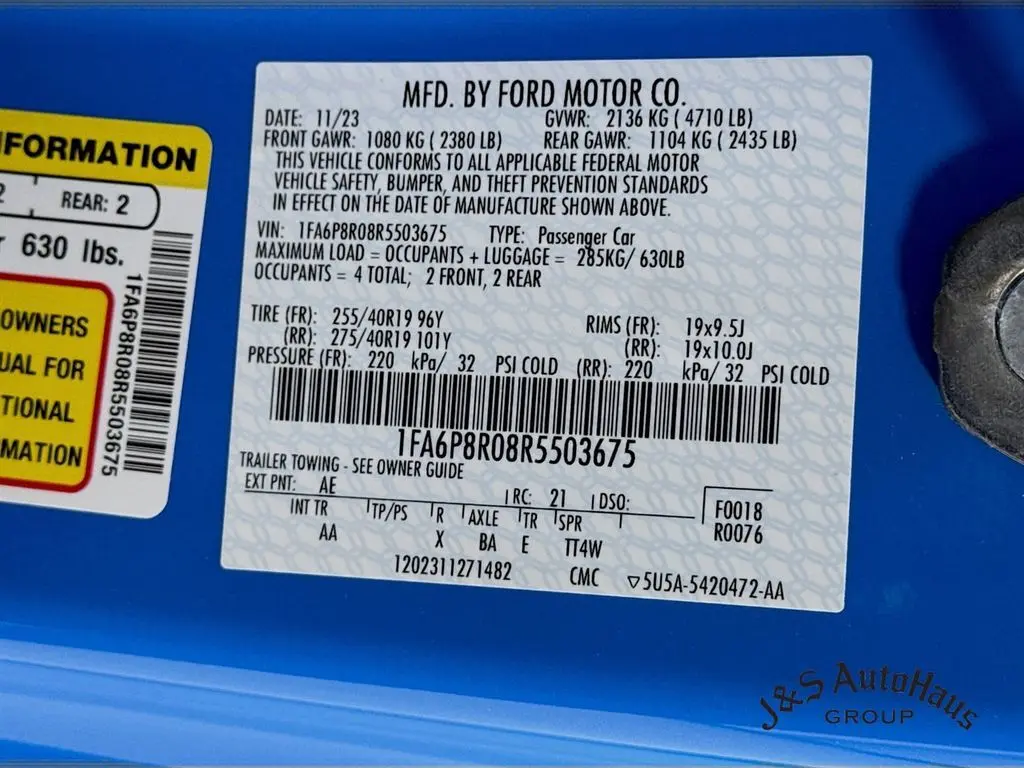 INFORMATION
2
REAR: 2
630 lbs.
OWNERS
UAL FOR
TIONAL
RMATION
1FA6P8R08R5503675
MFD. BY FORD MOTOR CO.
DATE: 11/23 GVWR: 2136 KG ( 4710 LB)
FRONT GAWR: 1080 KG ( 2380 LB) REAR GAWR: 1104 KG ( 2435 LB)
THIS VEHICLE CONFORMS TO ALL APPLICABLE FEDERAL MOTOR
VEHICLE SAFETY, BUMPER, AND THEFT PREVENTION STANDARDS
IN EFFECT ON THE DATE OF MANUFACTURE SHOWN ABOVE.
VIN: 1FA6P8R08R5503675 TYPE: Passenger Car
MAXIMUM LOAD = OCCUPANTS + LUGGAGE = 285KG/ 630LB
OCCUPANTS = 4 TOTAL; 2 FRONT, 2 REAR
TIRE (FR): 255/40R19 96Y RIMS (FR): 19x9.5J
(RR): 275/40R19 101Y (RR): 19x10.0J
PRESSURE (FR): 220 kPa/ 32 PSI COLD (RR): 220 kPa/ 32 PSI COLD
1FA6P8R08R5503675
TRAILER TOWING - SEE OWNER GUIDE
EXT PNT: AE RC: 21 DSO: F0018
INT TR TP/PS R AXLE TR SPR R0076
AA X BA E TT4W
1202311271482 CMC ▽5U5A-5420472-AA
J&S AutoHaus
GROUP